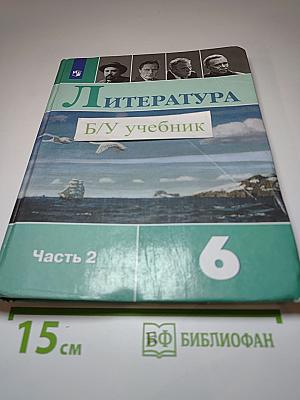 ЛИТЕРАТУРА
Б/У учебник
Часть 2
6
15 см
БФ БИБЛИОФАН